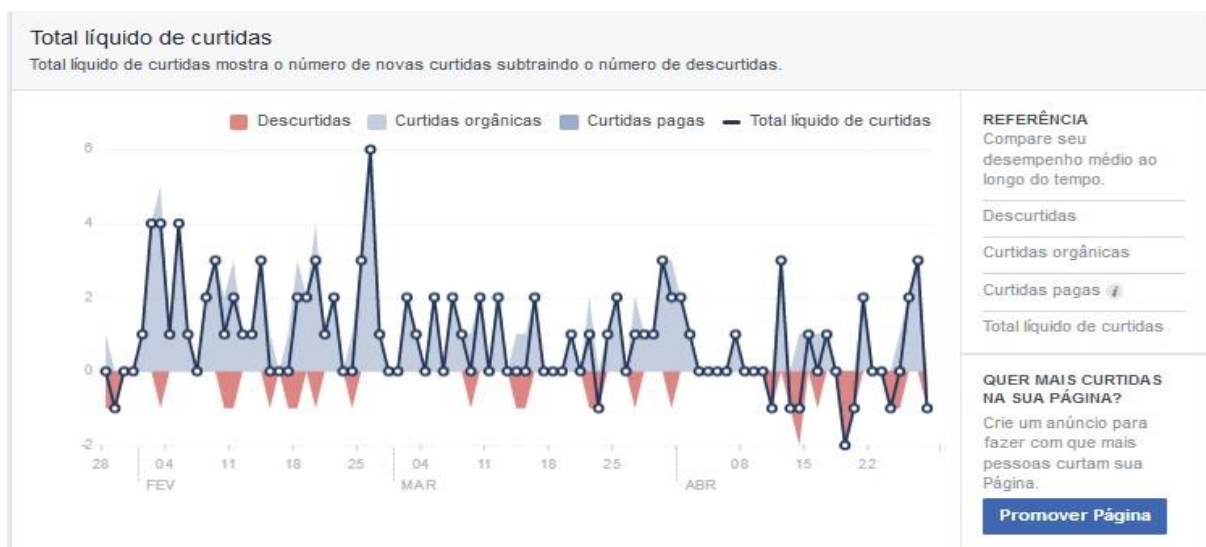 Total líquido de curtidas
Total líquido de curtidas mostra o número de novas curtidas subtraindo o número de descurtidas.
Descurtidas Curtidas orgânicas Curtidas pagas Total líquido de curtidas
6
4
2
0
-2
28 04 11 18 25 04 11 18 25 08 15 22
FEV MAR ABR
REFERÊNCIA
Compare seu
desempenho médio ao
longo do tempo.
Descurtidas
Curtidas orgânicas
Curtidas pagas i
Total líquido de curtidas
QUER MAIS CURTIDAS
NA SUA PÁGINA?
Crie um anúncio para
fazer com que mais
pessoas curtam sua
Página.
Promover Página